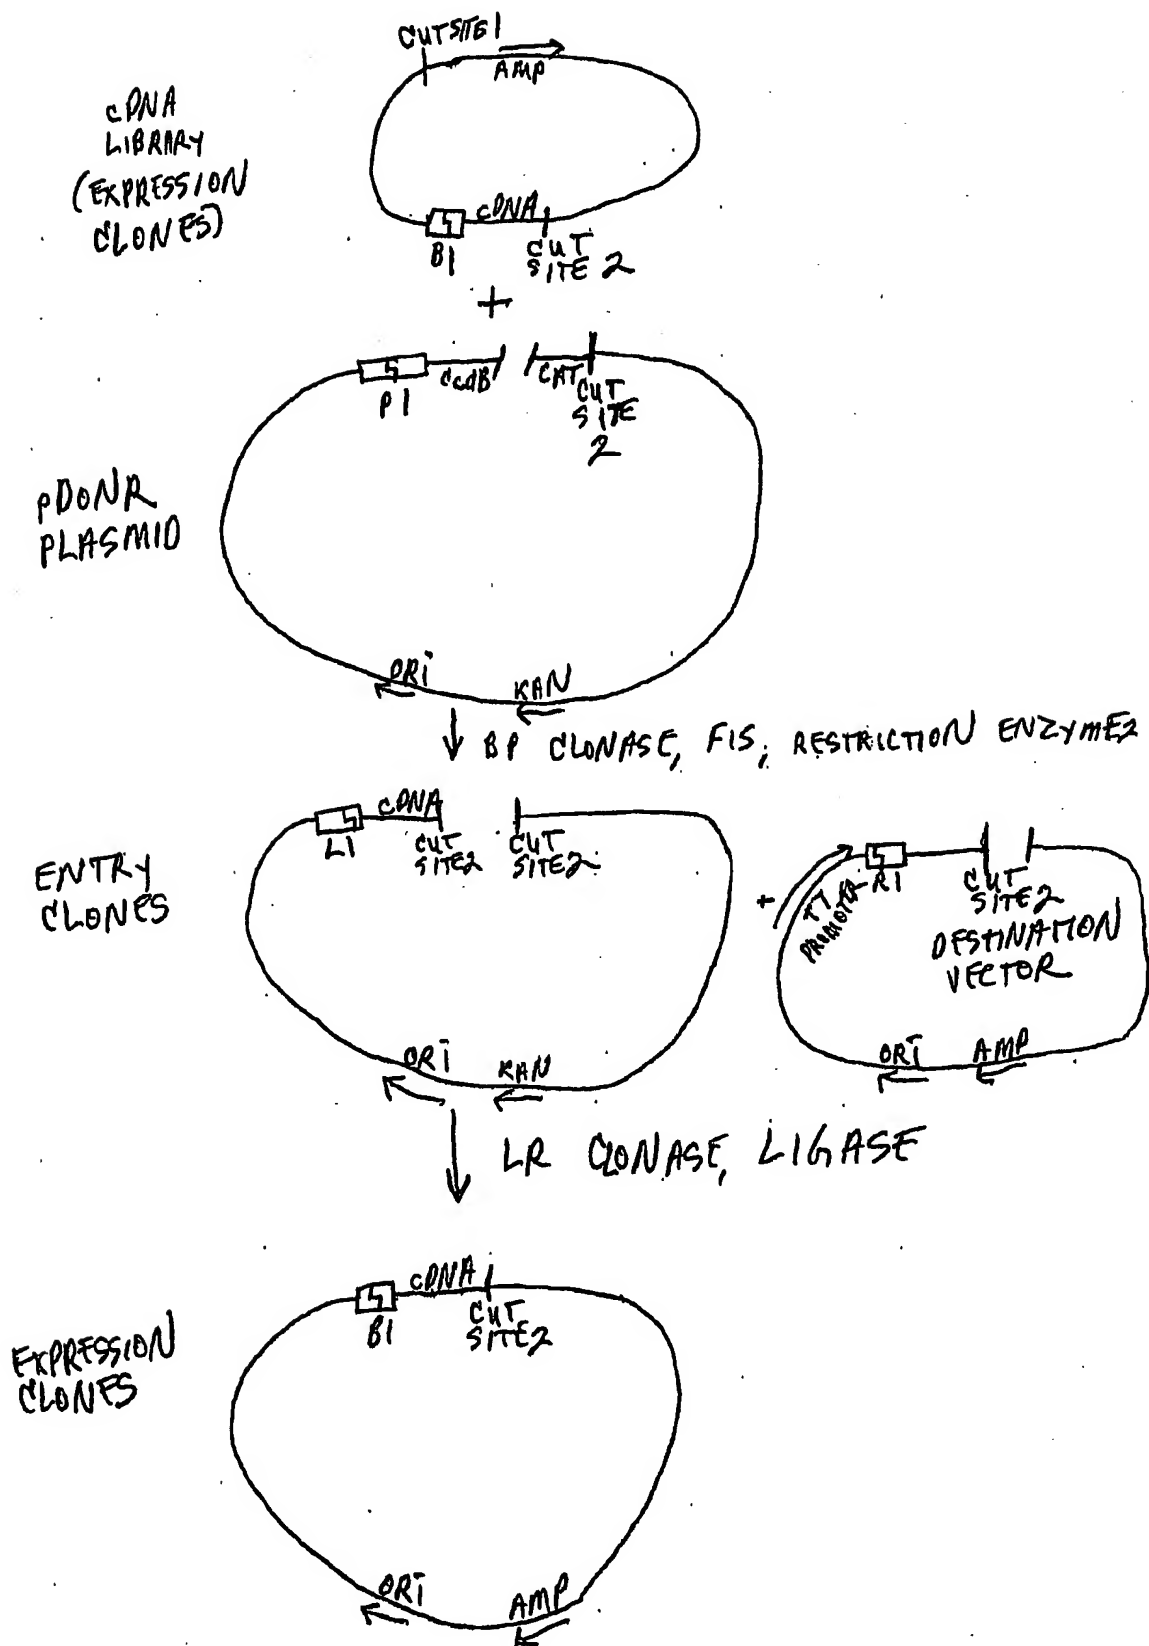 CUT SITE 1
AMP
cDNA
LIBRARY
(EXPRESSION
CLONES)
cDNA
B1
CUT
SITE 2
+
P1
CcdB
CAT
CUT
SITE
2
pDONR
PLASMID
ORI
KAN
BP CLONASE, FIS, RESTRICTION ENZYME2
ENTRY
CLONES
L1
cDNA
CUT
SITE2
CUT
SITE2
ORI
KAN
+
T7
PROMOTER
R1
CUT
SITE2
DESTINATION
VECTOR
ORI
AMP
LR CLONASE, LIGASE
EXPRESSION
CLONES
B1
cDNA
CUT
SITE2
ORI
AMP